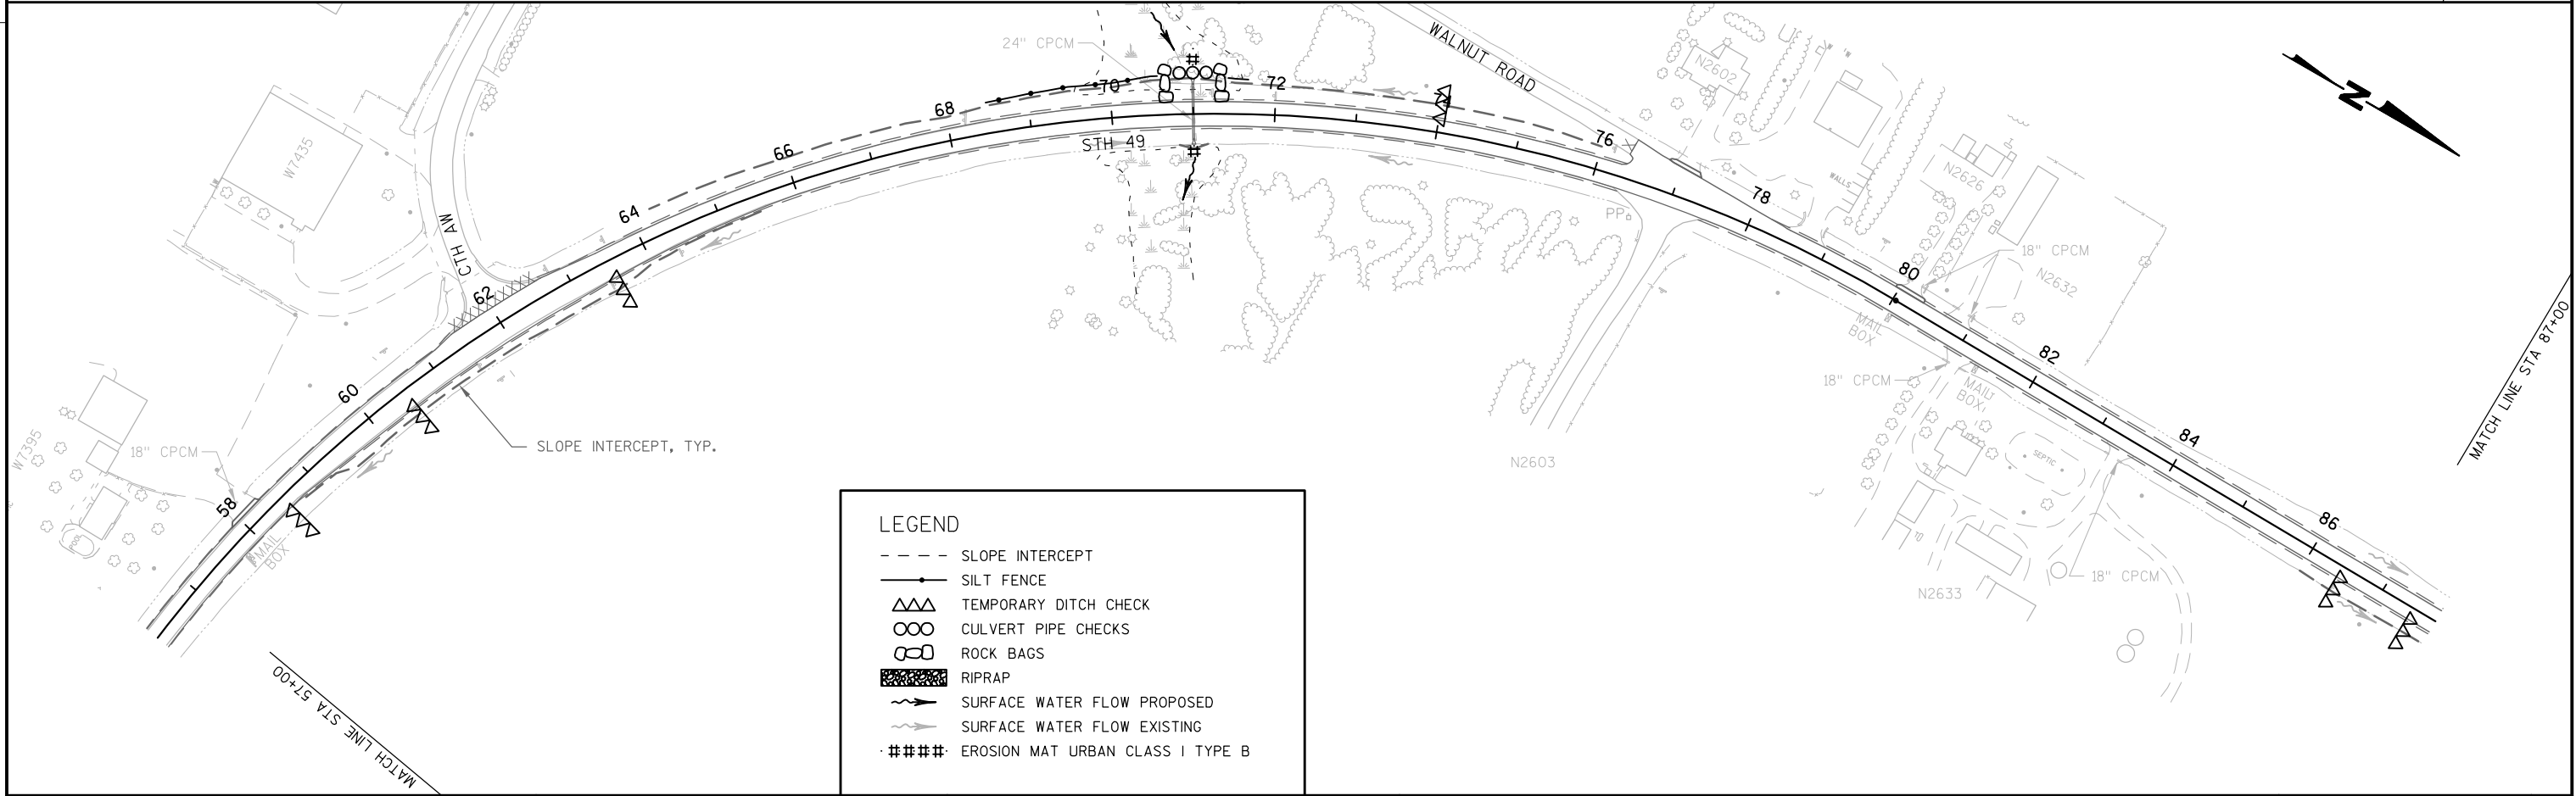 24" CPCM
WALNUT ROAD
N2602
70
72
74
68
66
64
62
60
58
76
78
80
82
84
86
STH 49
CTH AW
W7435
W7395
18" CPCM
MAIL
BOX
POOL
SLOPE INTERCEPT, TYP.
MATCH LINE STA 57+00
PP
WALLS
N2626
18" CPCM
N2632
MAIL
BOX
18" CPCM
MAIL
BOX
SEPTIC
N2603
N2633
18" CPCM
TO
MATCH LINE STA 87+00
N
LEGEND
SLOPE INTERCEPT
SILT FENCE
TEMPORARY DITCH CHECK
CULVERT PIPE CHECKS
ROCK BAGS
RIPRAP
SURFACE WATER FLOW PROPOSED
SURFACE WATER FLOW EXISTING
EROSION MAT URBAN CLASS I TYPE B